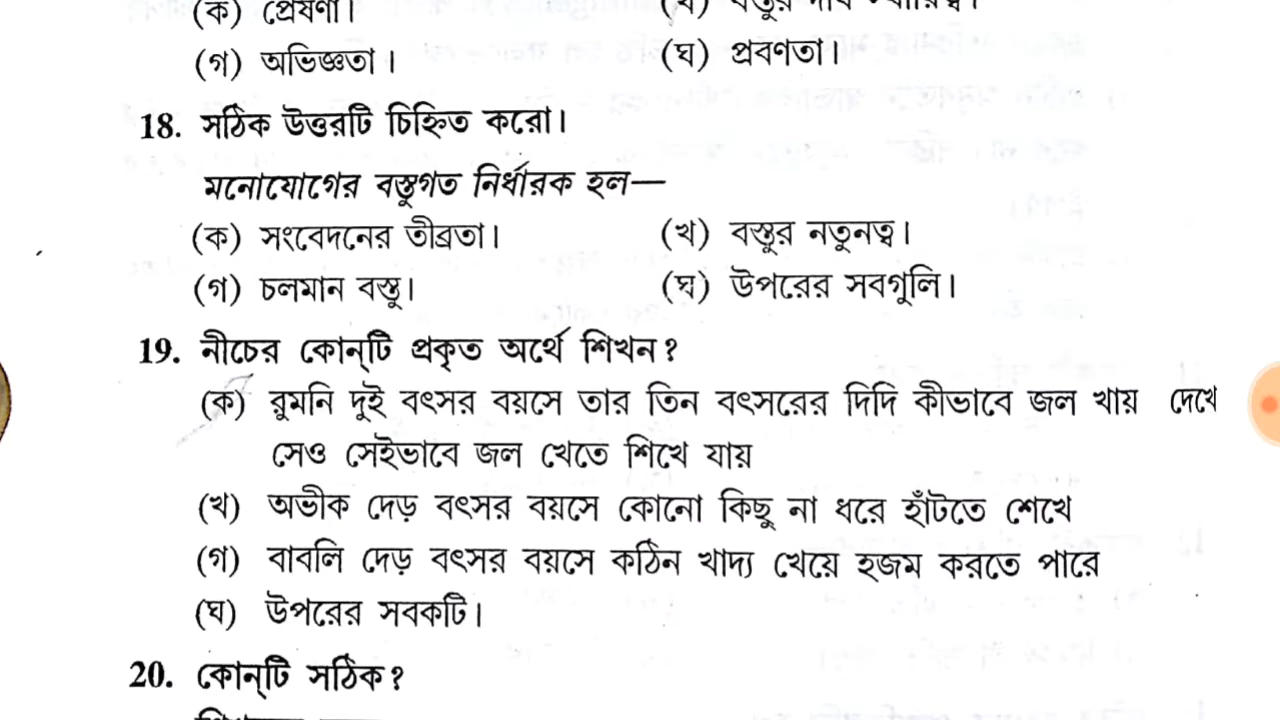 (ক) প্রেষণা।
(গ) অভিজ্ঞতা। (ঘ) প্রবণতা।
18. সঠিক উত্তরটি চিহ্নিত করো।
মনোযোগের বস্তুগত নির্ধারক হল—
(ক) সংবেদনের তীব্রতা। (খ) বস্তুর নতুনত্ব।
(গ) চলমান বস্তু। (ঘ) উপরের সবগুলি।
19. নীচের কোন্‌টি প্রকৃত অর্থে শিখন?
(ক) রুমনি দুই বৎসর বয়সে তার তিন বৎসরের দিদি কীভাবে জল খায় দেখে
সেও সেইভাবে জল খেতে শিখে যায়
(খ) অভীক দেড় বৎসর বয়সে কোনো কিছু না ধরে হাঁটতে শেখে
(গ) বাবলি দেড় বৎসর বয়সে কঠিন খাদ্য খেয়ে হজম করতে পারে
(ঘ) উপরের সবকটি।
20. কোন্‌টি সঠিক?